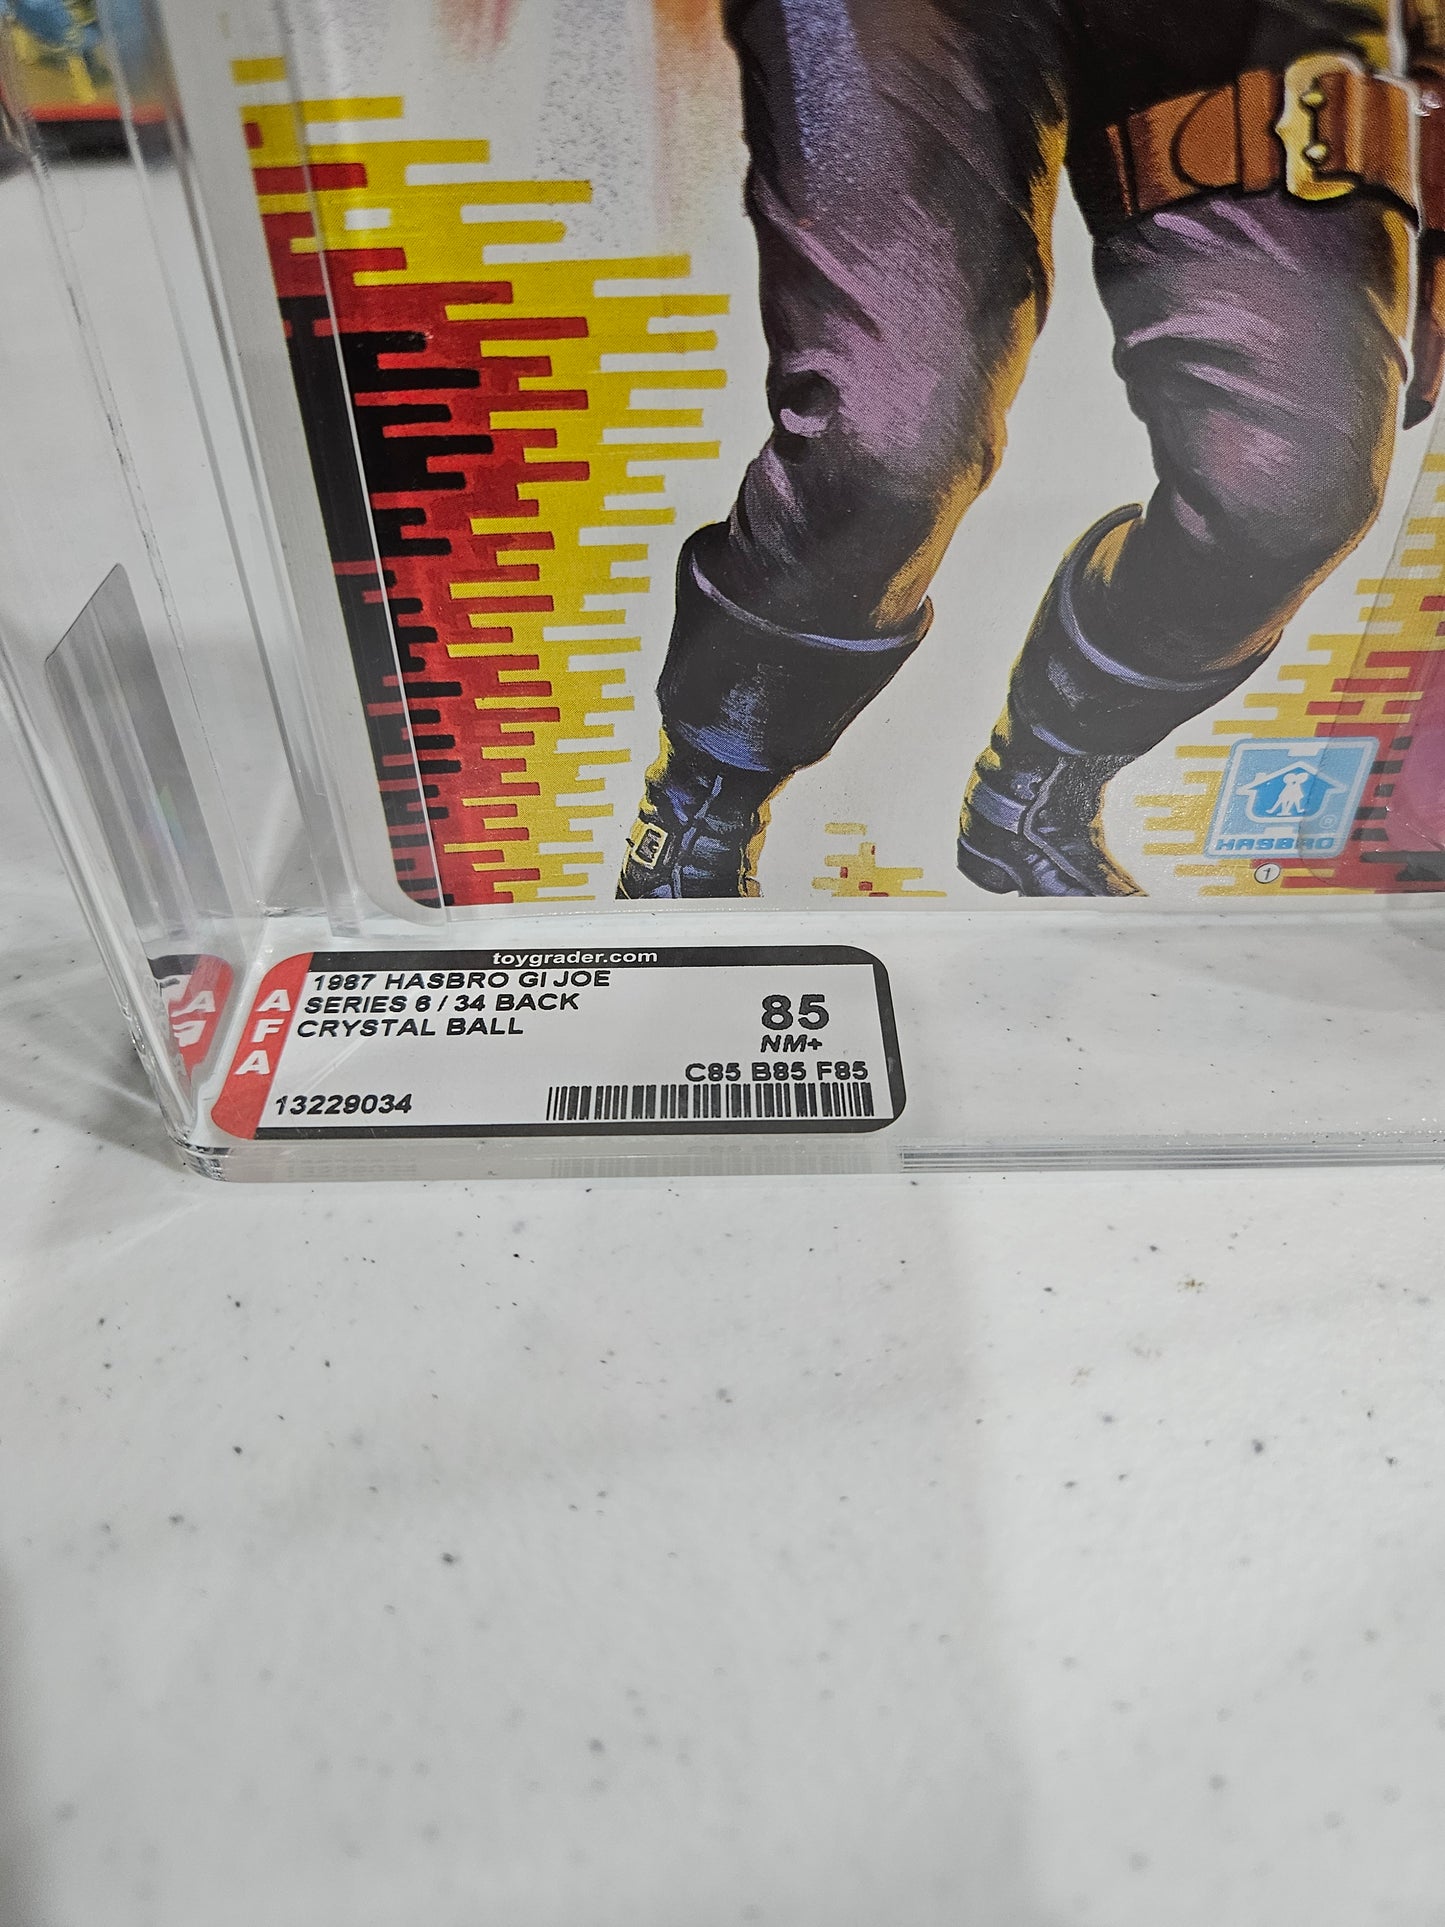 HASBRO
®
1
toygrader.com
AFA
1987 HASBRO GI JOE
SERIES 6 / 34 BACK
CRYSTAL BALL
85
NM+
C85 B85 F85
13229034